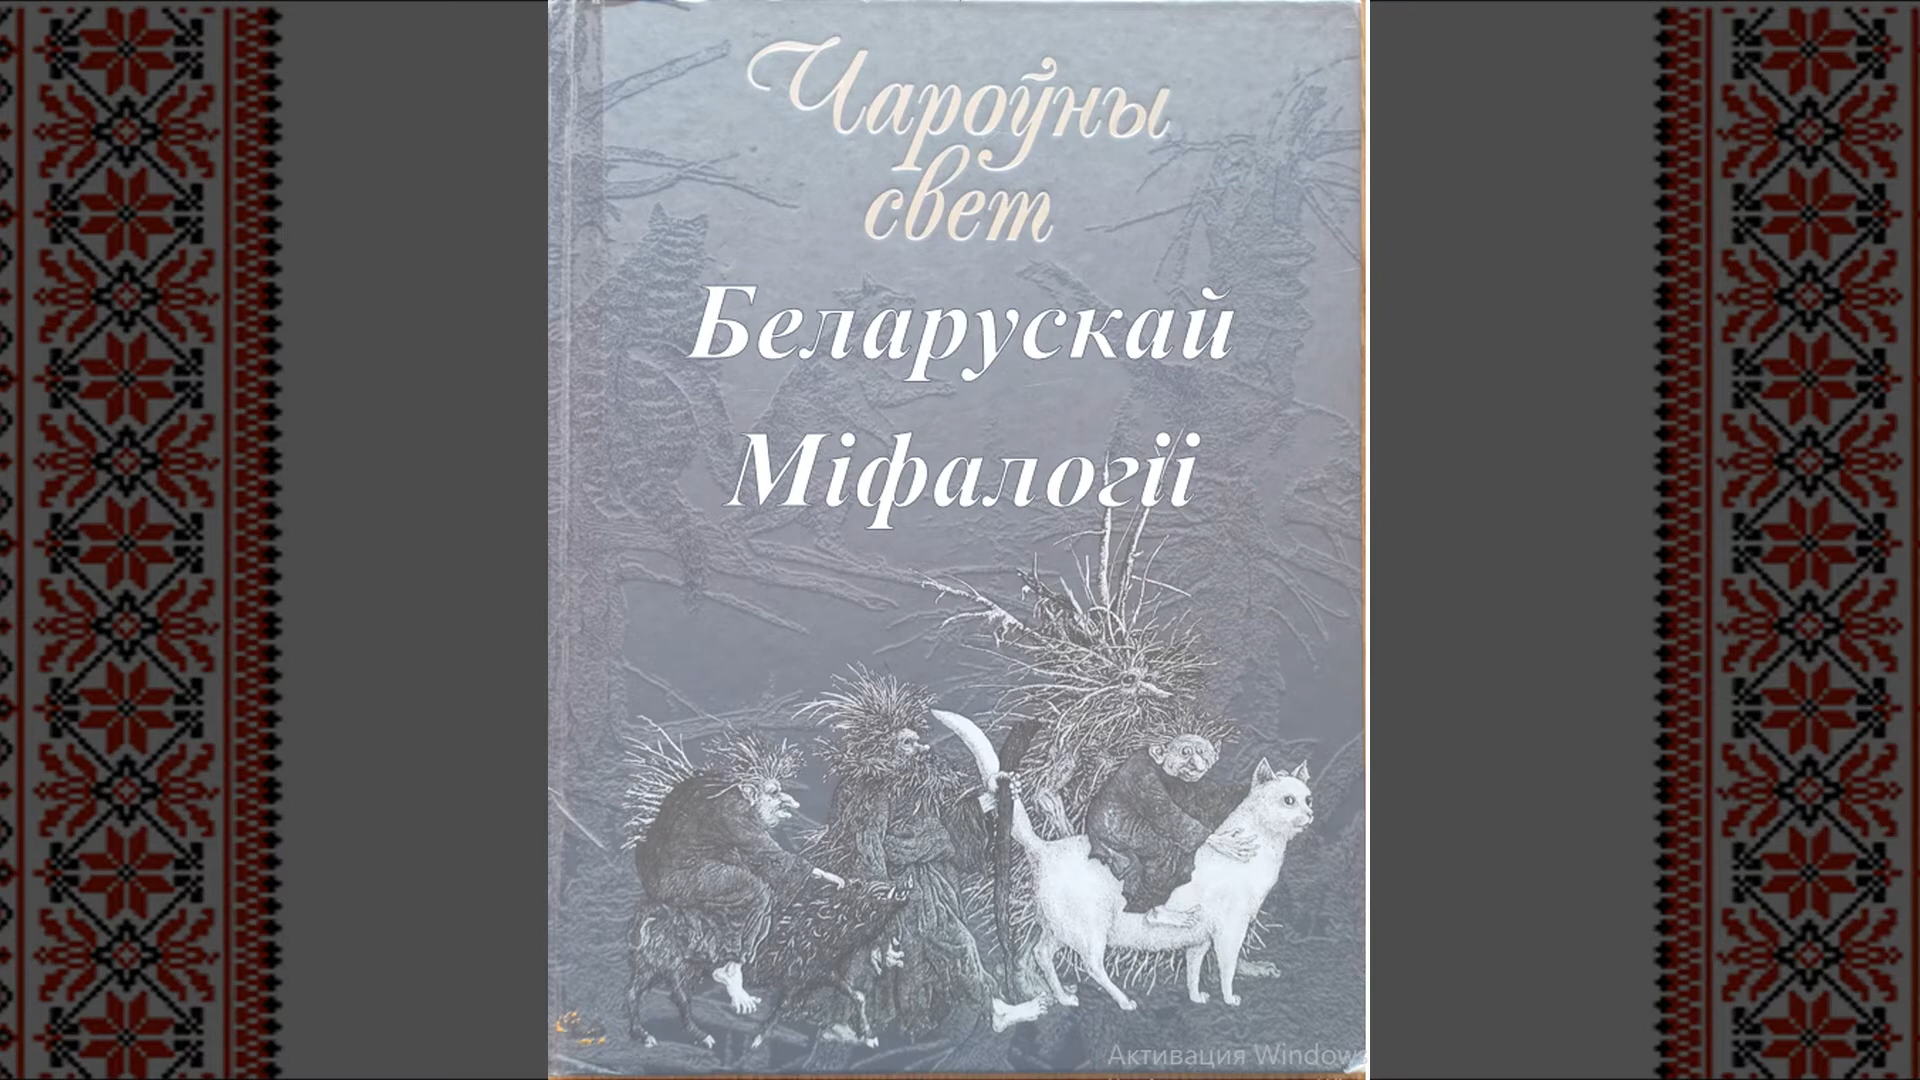 Чароўны
свет
Беларускай
Міфалогіі
Активация Window